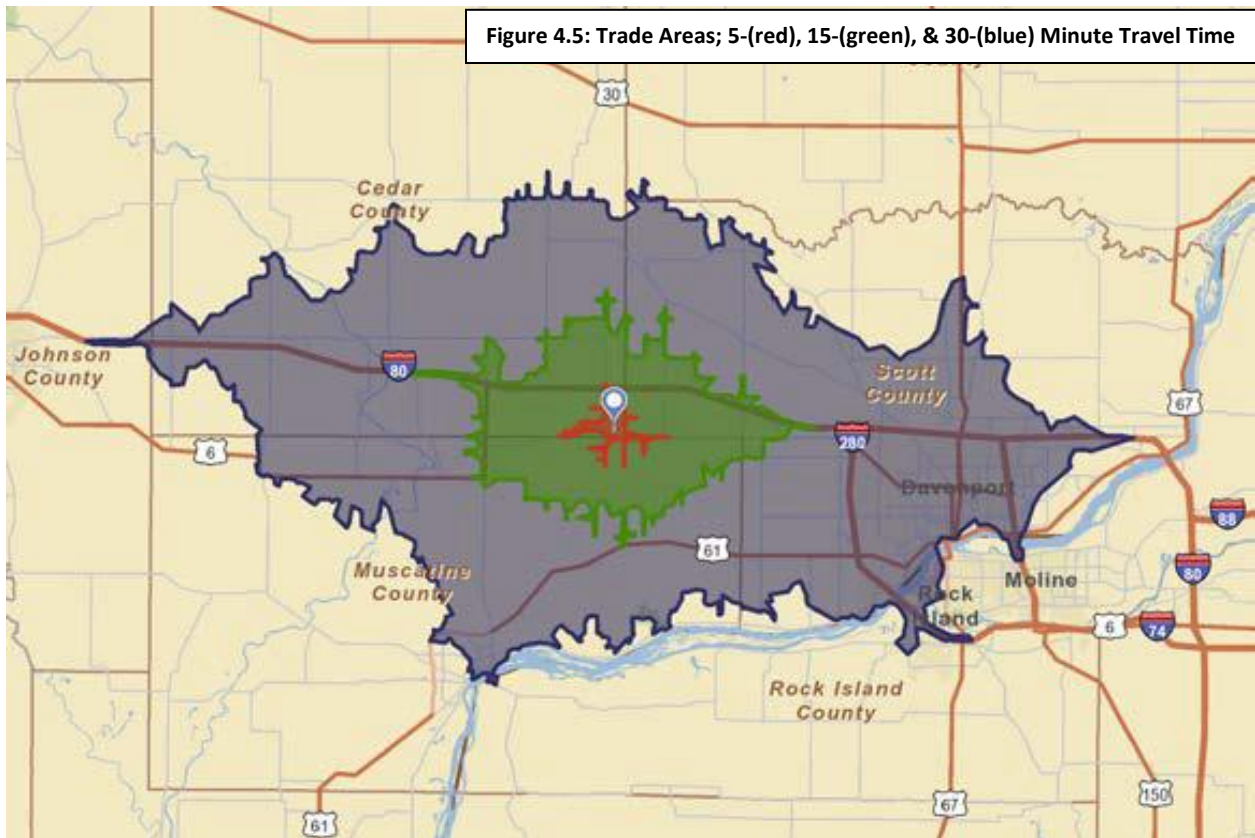 Figure 4.5: Trade Areas; 5-(red), 15-(green), & 30-(blue) Minute Travel Time
30
Cedar
County
67
Johnson
County
80
Scott
County
6
280
Davenport
88
61
Muscatine
County
Moline
80
Rock
Island
6
74
Rock Island
County
67
150
61